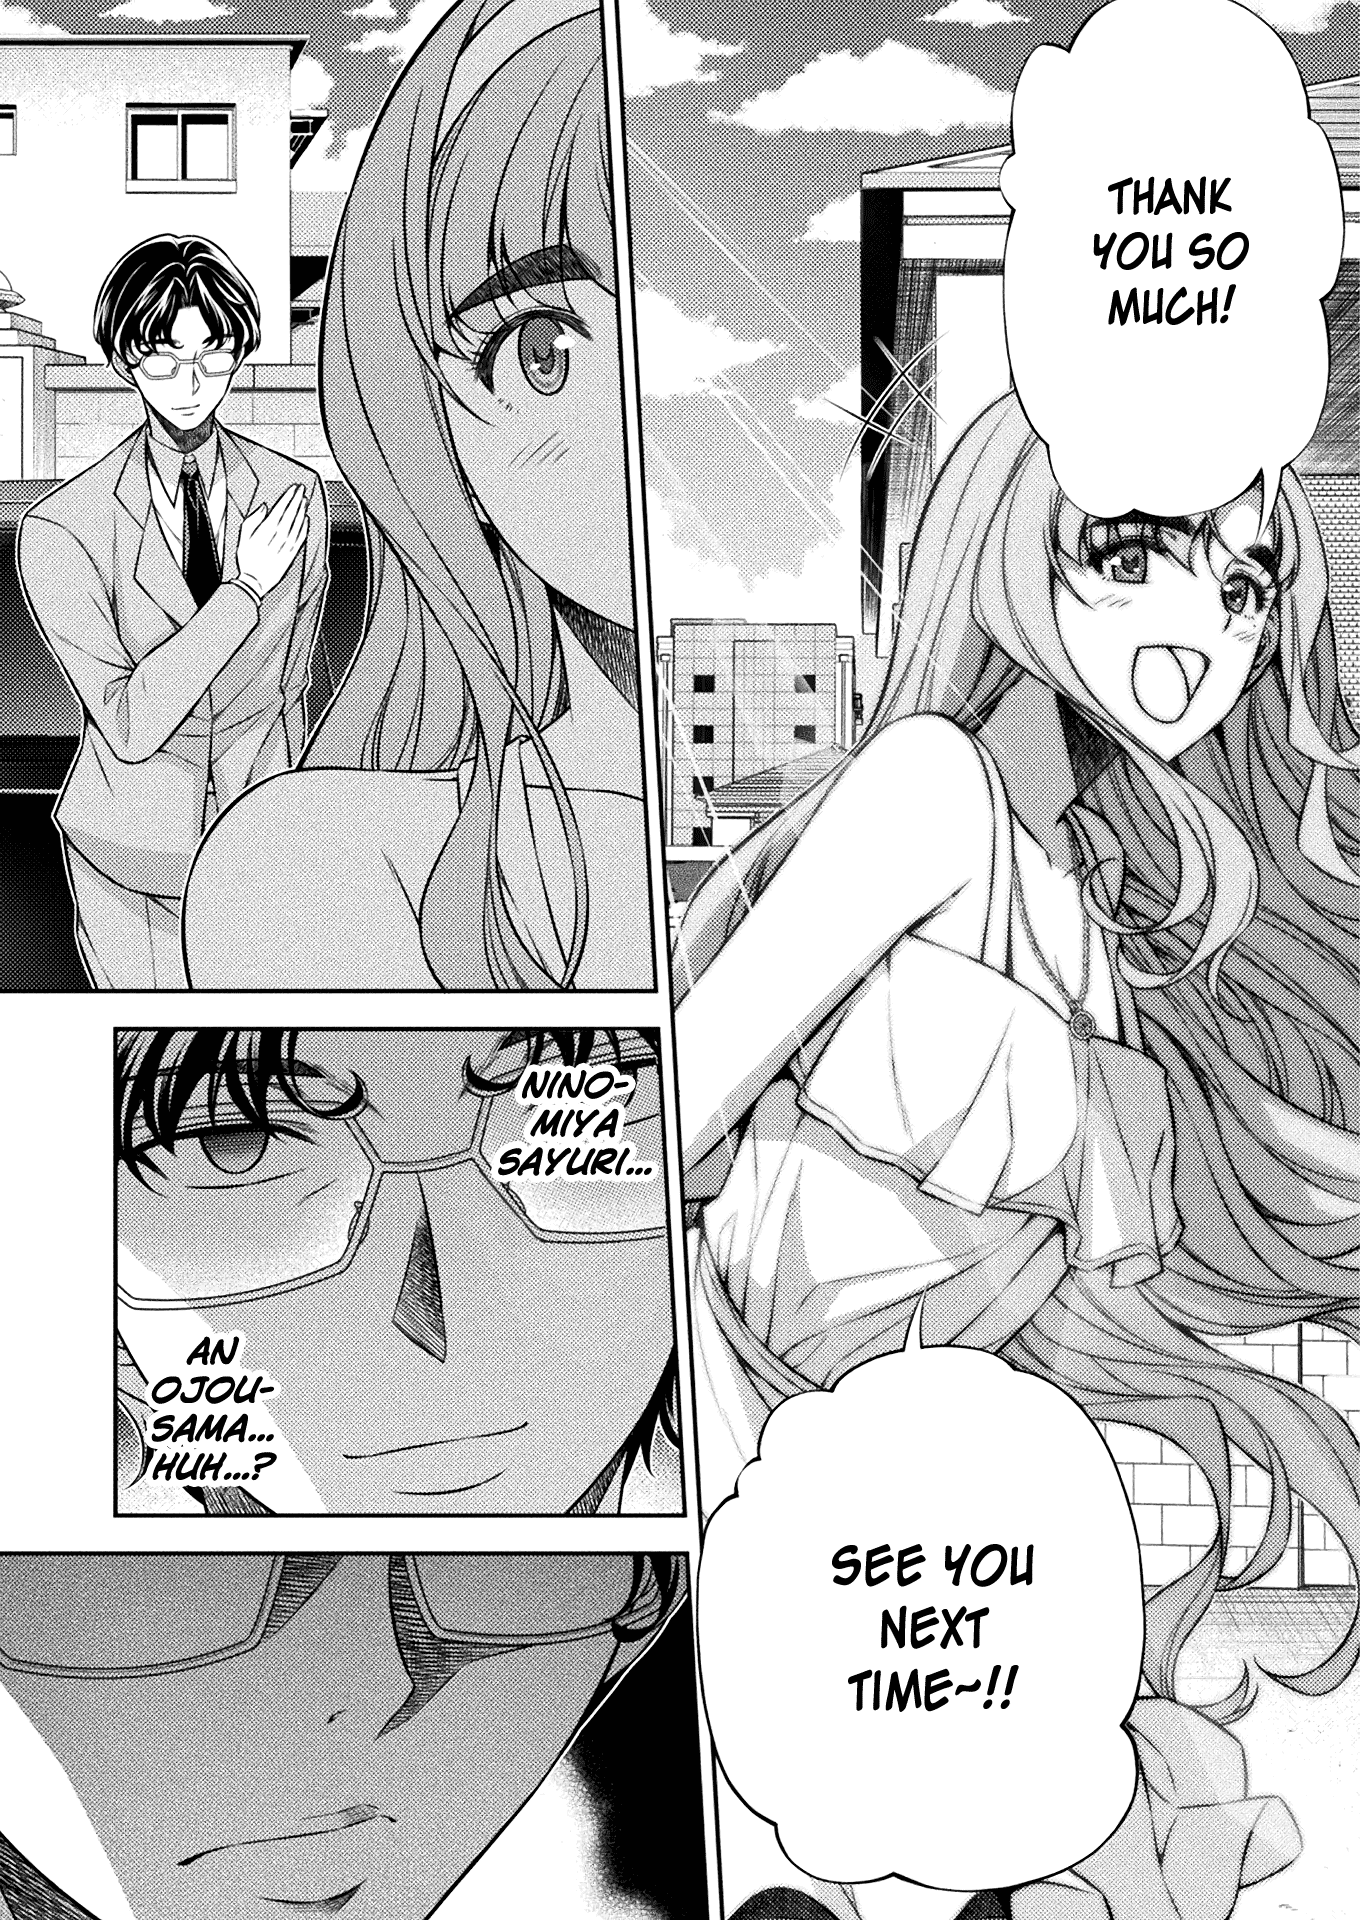 THANK
YOU SO
MUCH!
SEE YOU
NEXT
TIME~!!
NINO-
MIYA
SAYURI...
AN
OJOU-
SAMA...
HUH...?